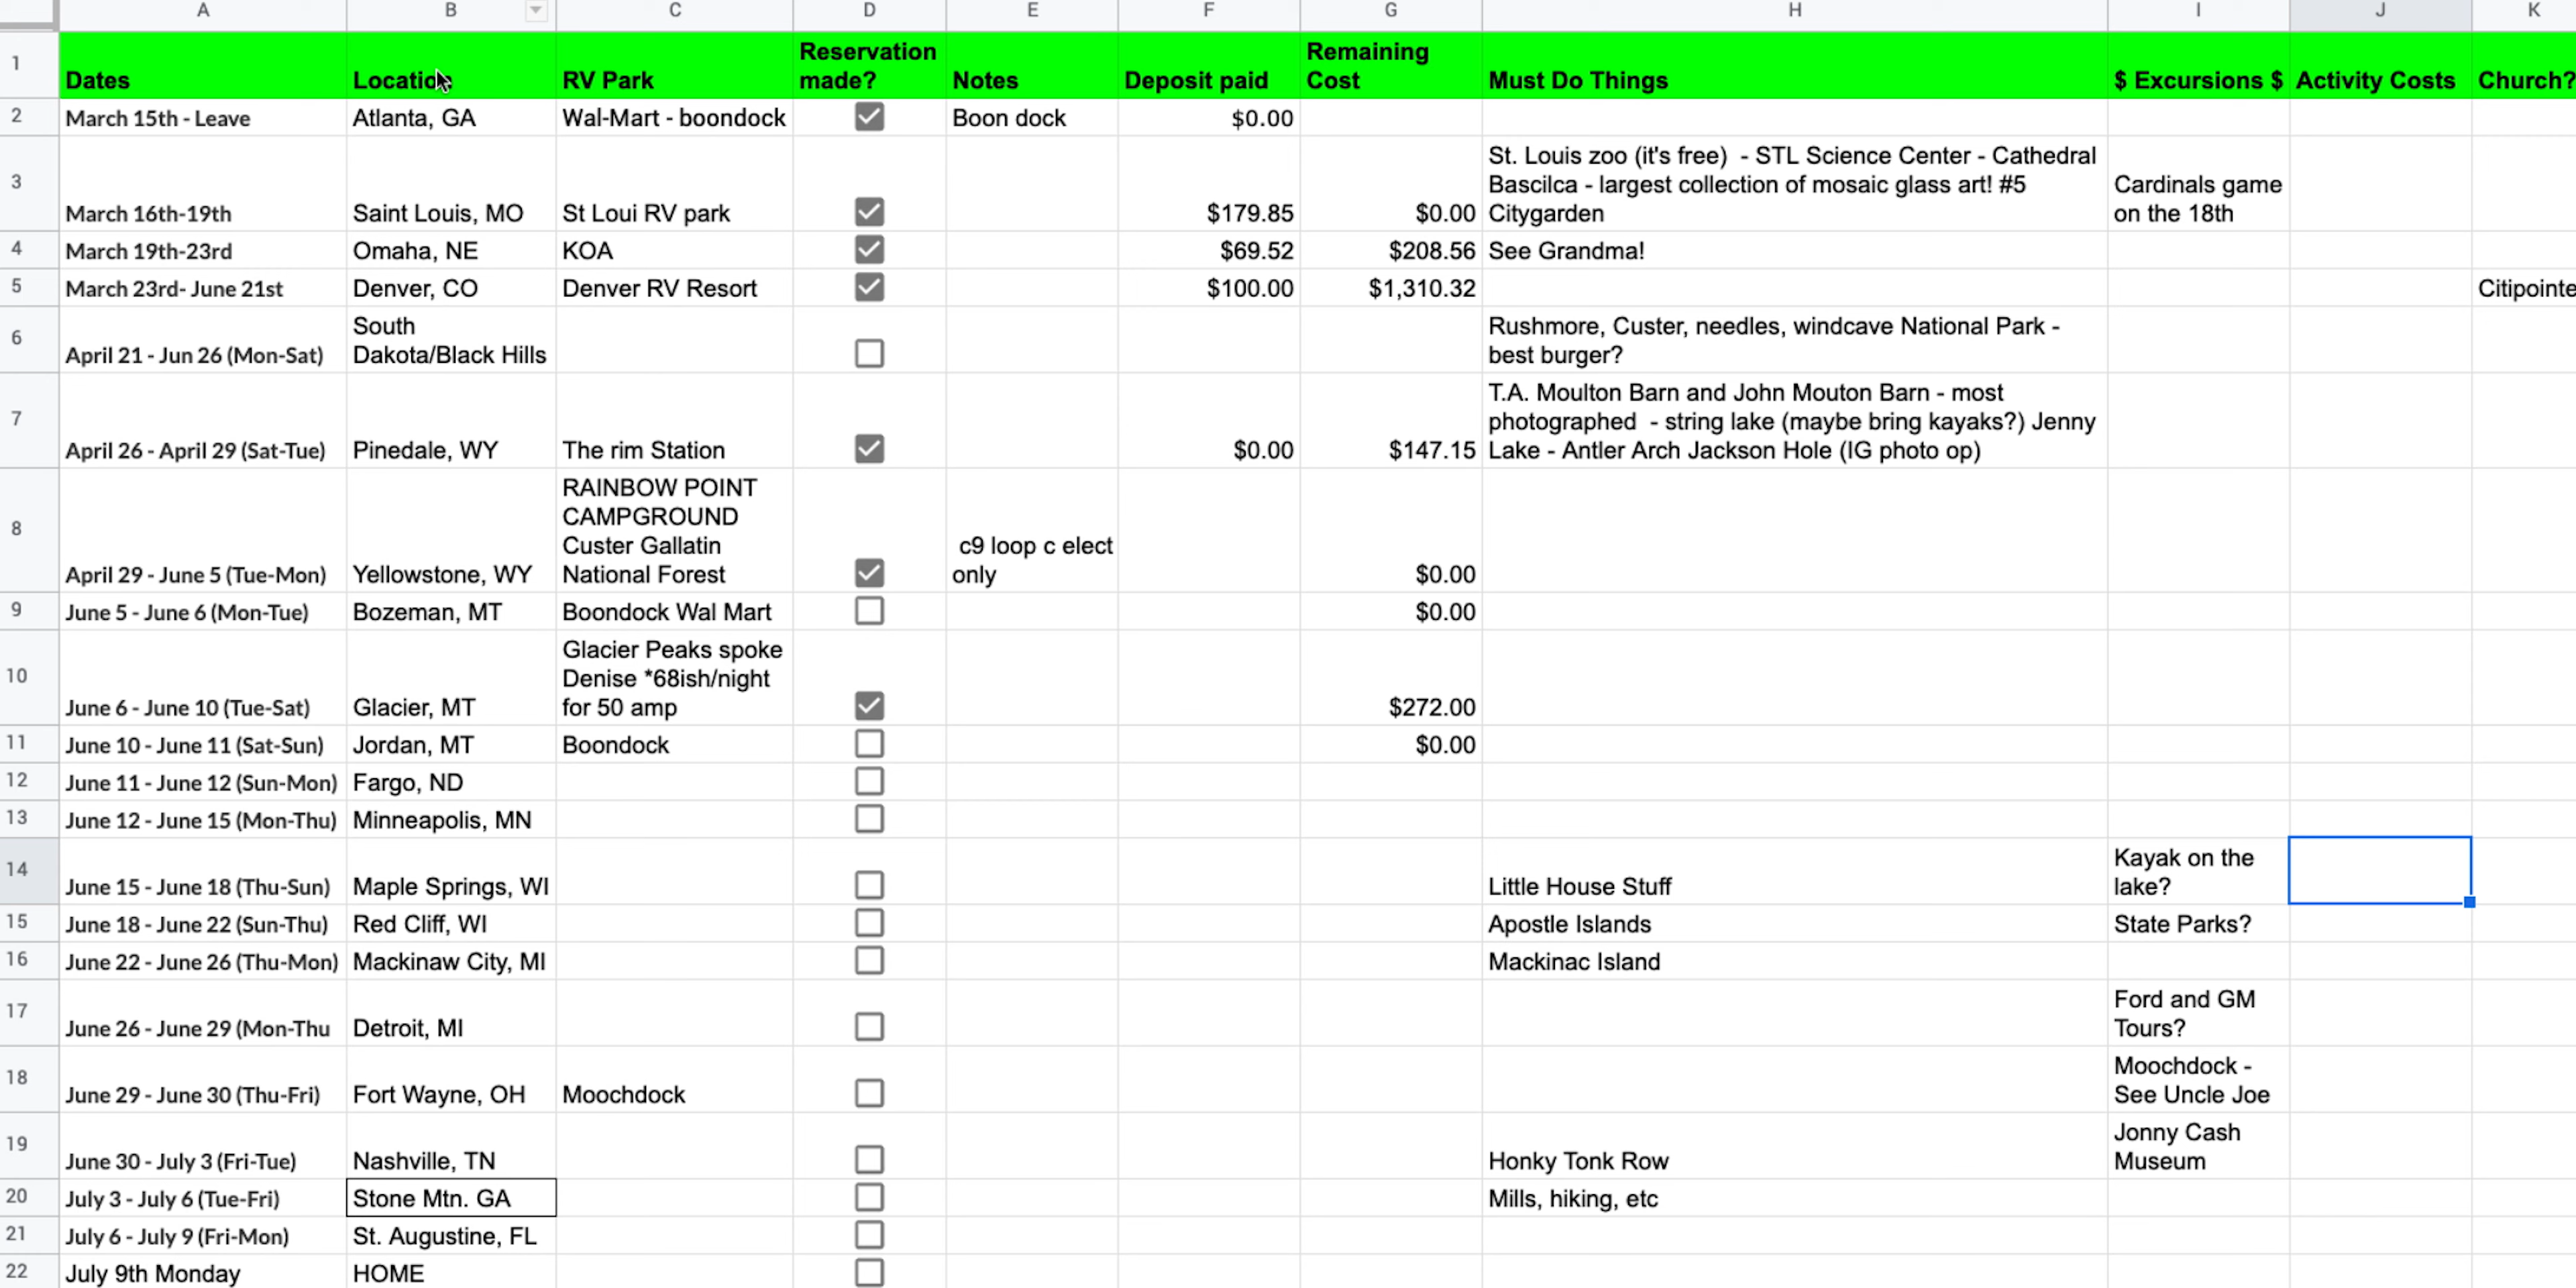 A B C D E F G H I J K
1 Dates Location RV Park Reservation made? Notes Deposit paid Remaining Cost Must Do Things $ Excursions $ Activity Costs Church?
2 March 15th - Leave Atlanta, GA Wal-Mart - boondock Boon dock $0.00
3 March 16th-19th Saint Louis, MO St Loui RV park $179.85 $0.00 St. Louis zoo (it's free)  - STL Science Center - Cathedral Bascilca - largest collection of mosaic glass art! #5 Citygarden Cardinals game on the 18th
4 March 19th-23rd Omaha, NE KOA $69.52 $208.56 See Grandma!
5 March 23rd- June 21st Denver, CO Denver RV Resort $100.00 $1,310.32 Citipointe
6 April 21 - Jun 26 (Mon-Sat) South Dakota/Black Hills Rushmore, Custer, needles, windcave National Park - best burger?
7 April 26 - April 29 (Sat-Tue) Pinedale, WY The rim Station $0.00 $147.15 T.A. Moulton Barn and John Mouton Barn - most photographed  - string lake (maybe bring kayaks?) Jenny Lake - Antler Arch Jackson Hole (IG photo op)
8 April 29 - June 5 (Tue-Mon) Yellowstone, WY RAINBOW POINT CAMPGROUND Custer Gallatin National Forest c9 loop c elect only $0.00
9 June 5 - June 6 (Mon-Tue) Bozeman, MT Boondock Wal Mart $0.00
10 June 6 - June 10 (Tue-Sat) Glacier, MT Glacier Peaks spoke Denise *68ish/night for 50 amp $272.00
11 June 10 - June 11 (Sat-Sun) Jordan, MT Boondock $0.00
12 June 11 - June 12 (Sun-Mon) Fargo, ND
13 June 12 - June 15 (Mon-Thu) Minneapolis, MN
14 June 15 - June 18 (Thu-Sun) Maple Springs, WI Little House Stuff Kayak on the lake?
15 June 18 - June 22 (Sun-Thu) Red Cliff, WI Apostle Islands State Parks?
16 June 22 - June 26 (Thu-Mon) Mackinaw City, MI Mackinac Island
17 June 26 - June 29 (Mon-Thu Detroit, MI Ford and GM Tours?
18 June 29 - June 30 (Thu-Fri) Fort Wayne, OH Moochdock Moochdock - See Uncle Joe
19 June 30 - July 3 (Fri-Tue) Nashville, TN Honky Tonk Row Jonny Cash Museum
20 July 3 - July 6 (Tue-Fri) Stone Mtn. GA Mills, hiking, etc
21 July 6 - July 9 (Fri-Mon) St. Augustine, FL
22 July 9th Monday HOME